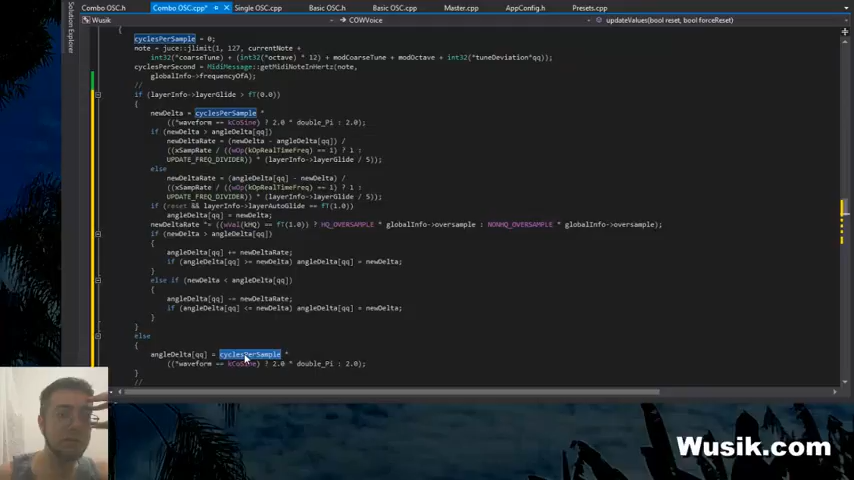 Combo OSC.h
Combo OSC.cpp*
Single OSC.cpp
Basic OSC.h
Basic OSC.cpp
Master.cpp
AppConfig.h
Presets.cpp
Solution Explorer
Wusik
COWVoice
updateValues(bool reset, bool forceReset)
{
cyclesPerSample = 0;
note = juce::jlimit(1, 127, currentNote +
int32(*coarseTune) + (int32(*octave) * 12) + modCoarseTune + modOctave + int32(*tuneDeviation*qq));
cyclesPerSecond = MidiMessage::getMidiNoteInHertz(note,
globalInfo->frequencyOfA);
//
if (layerInfo->layerGlide > fT(0.0))
{
newDelta = cyclesPerSample *
((*waveform == kCoSine) ? 2.0 * double_Pi : 2.0);
if (newDelta > angleDelta[qq])
newDeltaRate = (newDelta - angleDelta[qq]) /
((xSampRate / ((wOp(kOpRealTimeFreq) == 1) ? 1 :
UPDATE_FREQ_DIVIDER)) * (layerInfo->layerGlide / 5));
else
newDeltaRate = (angleDelta[qq] - newDelta) /
((xSampRate / ((wOp(kOpRealTimeFreq) == 1) ? 1 :
UPDATE_FREQ_DIVIDER)) * (layerInfo->layerGlide / 5));
if (reset && layerInfo->layerAutoGlide == fT(1.0))
angleDelta[qq] = newDelta;
newDeltaRate *= ((wVal(kHQ) == fT(1.0)) ? HQ_OVERSAMPLE * globalInfo->oversample : NONHQ_OVERSAMPLE * globalInfo->oversample);
if (newDelta > angleDelta[qq])
{
angleDelta[qq] += newDeltaRate;
if (angleDelta[qq] >= newDelta) angleDelta[qq] = newDelta;
}
else if (newDelta < angleDelta[qq])
{
angleDelta[qq] -= newDeltaRate;
if (angleDelta[qq] <= newDelta) angleDelta[qq] = newDelta;
}
}
else
{
angleDelta[qq] = cyclesPerSample *
((*waveform == kCoSine) ? 2.0 * double_Pi : 2.0);
}
//
Wusik.com